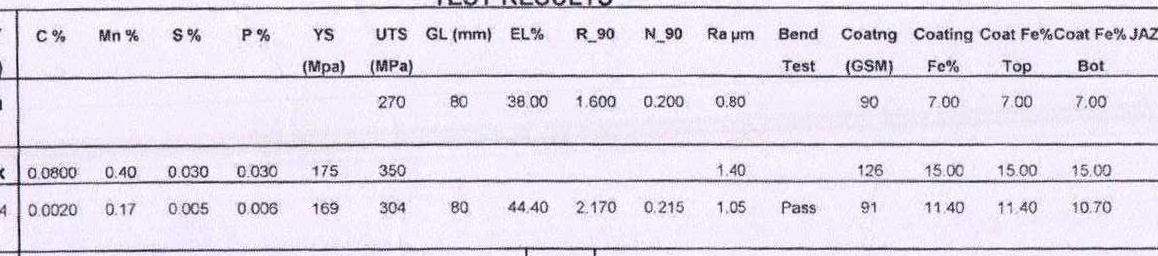 TEST RESULTS
C % Mn % S % P % YS UTS GL (mm) EL% R_90 N_90 Ra µm Bend Coatng Coating Coat Fe% Coat Fe% JAZ
(Mpa) (MPa) Test (GSM) Fe% Top Bot
270 80 38.00 1.600 0.200 0.80 90 7.00 7.00 7.00
x 0.0800 0.40 0.030 0.030 175 350 1.40 126 15.00 15.00 15.00
4 0.0020 0.17 0.005 0.006 169 304 80 44.40 2.170 0.215 1.05 Pass 91 11.40 11.40 10.70